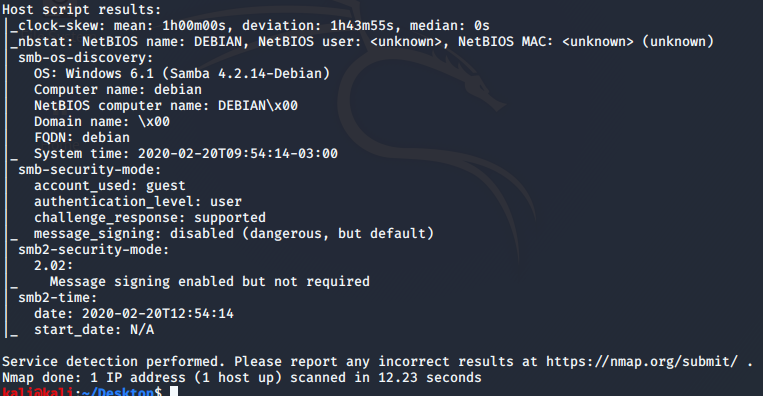 Host script results:
|_clock-skew: mean: 1h00m00s, deviation: 1h43m55s, median: 0s
|_nbstat: NetBIOS name: DEBIAN, NetBIOS user: <unknown>, NetBIOS MAC: <unknown> (unknown)
| smb-os-discovery:
|   OS: Windows 6.1 (Samba 4.2.14-Debian)
|   Computer name: debian
|   NetBIOS computer name: DEBIAN\x00
|   Domain name: \x00
|   FQDN: debian
|_  System time: 2020-02-20T09:54:14-03:00
| smb-security-mode:
|   account_used: guest
|   authentication_level: user
|   challenge_response: supported
|_  message_signing: disabled (dangerous, but default)
| smb2-security-mode:
|   2.02:
|_    Message signing enabled but not required
| smb2-time:
|   date: 2020-02-20T12:54:14
|_  start_date: N/A
Service detection performed. Please report any incorrect results at https://nmap.org/submit/ .
Nmap done: 1 IP address (1 host up) scanned in 12.23 seconds
kali@kali:~/Desktop$